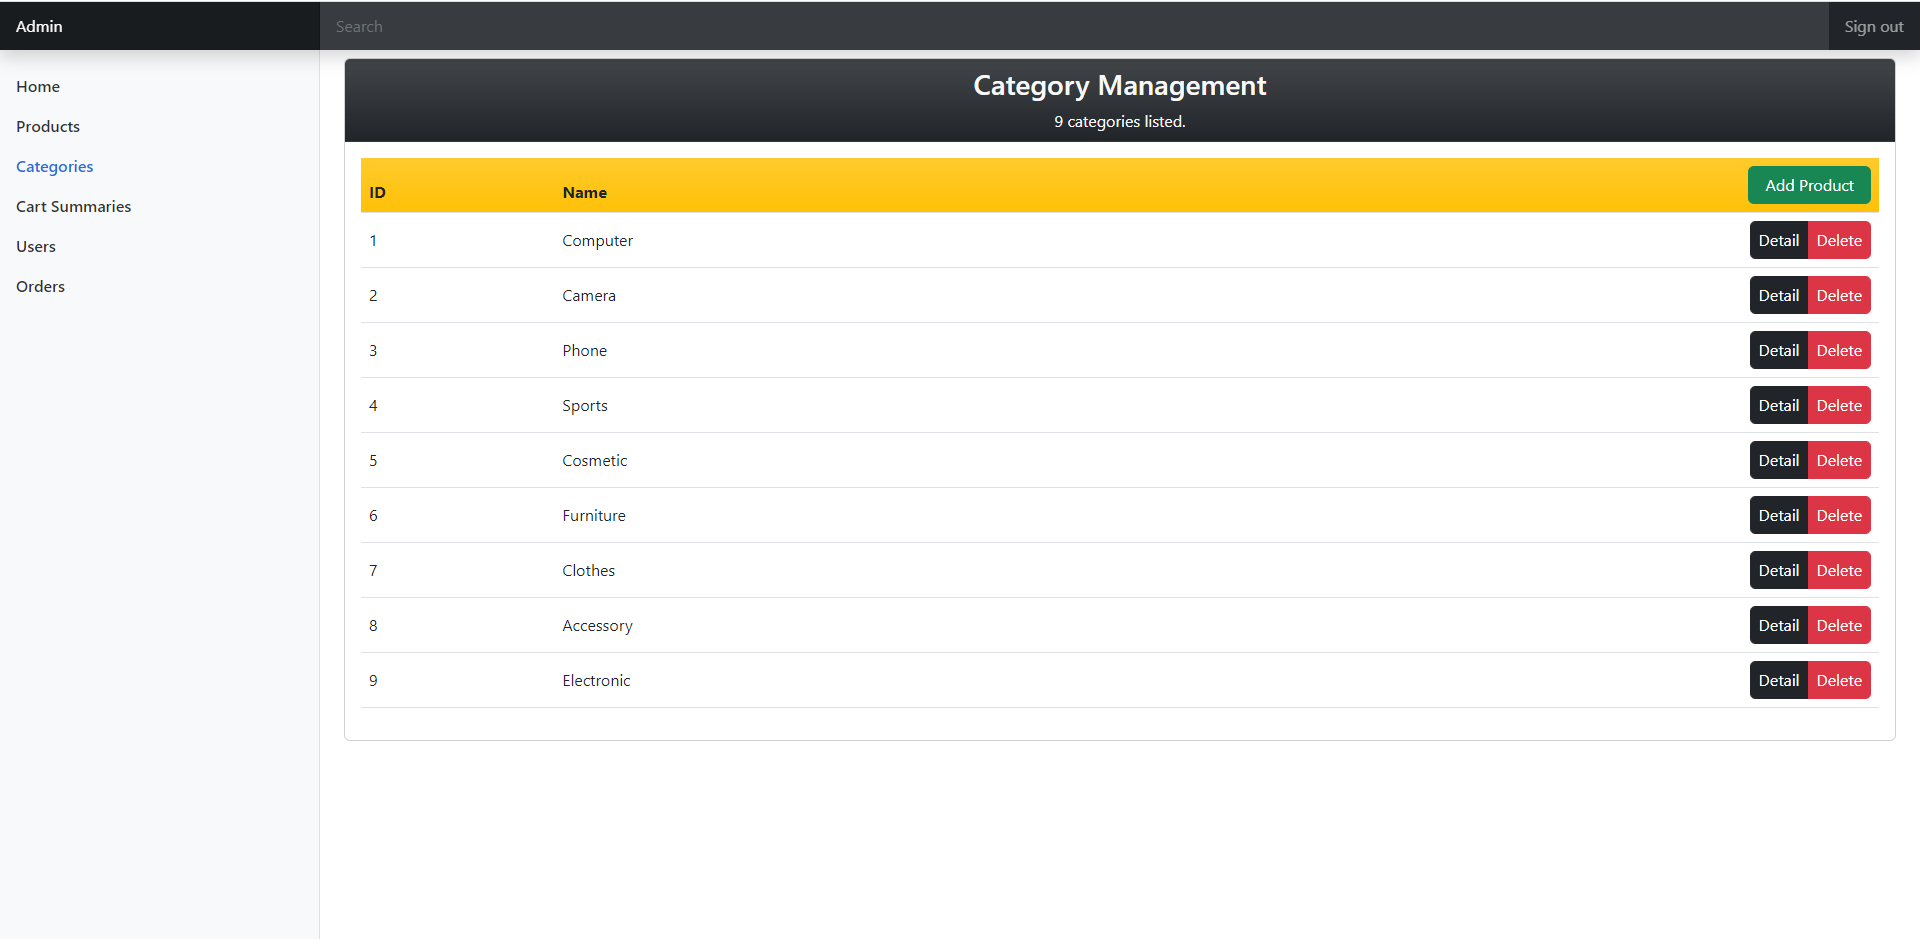 Admin Search Sign out
Home
Products
Categories
Cart Summaries
Users
Orders
Category Management
9 categories listed.
ID Name Add Product
1 Computer Detail Delete
2 Camera Detail Delete
3 Phone Detail Delete
4 Sports Detail Delete
5 Cosmetic Detail Delete
6 Furniture Detail Delete
7 Clothes Detail Delete
8 Accessory Detail Delete
9 Electronic Detail Delete